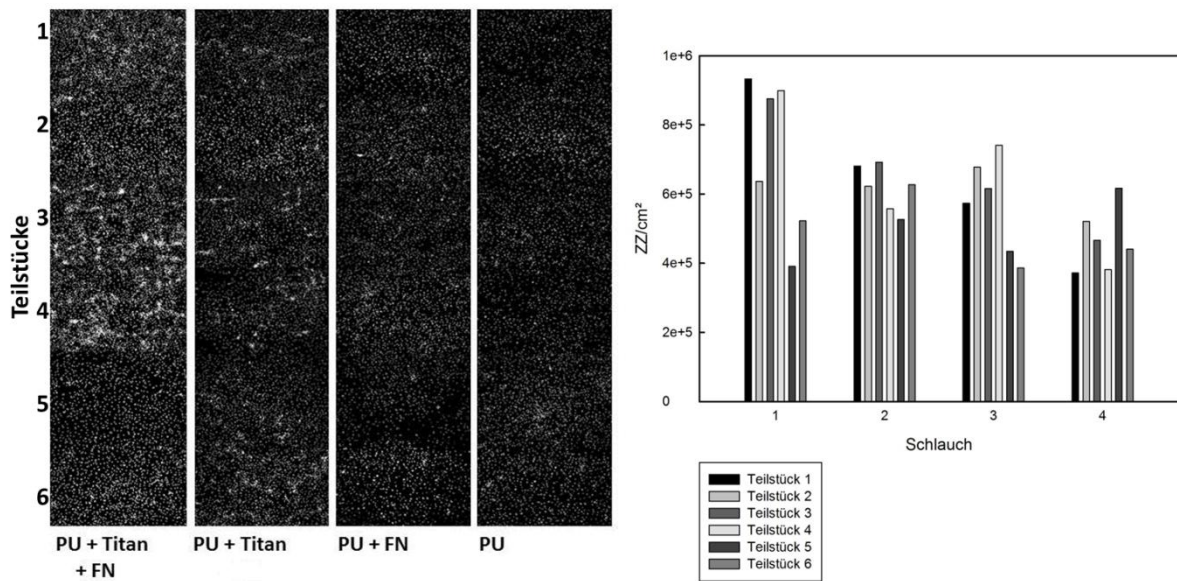 Teilstücke
1
2
3
4
5
6
PU + Titan
+ FN
PU + Titan
PU + FN
PU
ZZ/cm²
1e+6
8e+5
6e+5
4e+5
2e+5
0
1
2
3
4
Schlauch
Teilstück 1
Teilstück 2
Teilstück 3
Teilstück 4
Teilstück 5
Teilstück 6